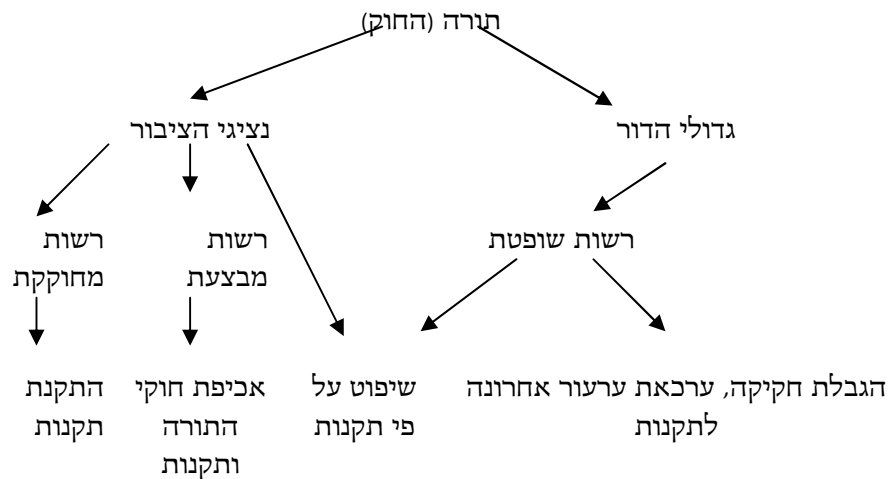 תורה (החוק)
גדולי הדור
נציגי הציבור
רשות שופטת
רשות
מבצעת
רשות
מחוקקת
הגבלת חקיקה, ערכאת ערעור אחרונה
לתקנות
שיפוט על
פי תקנות
אכיפת חוקי
התורה
ותקנות
התקנת
תקנות